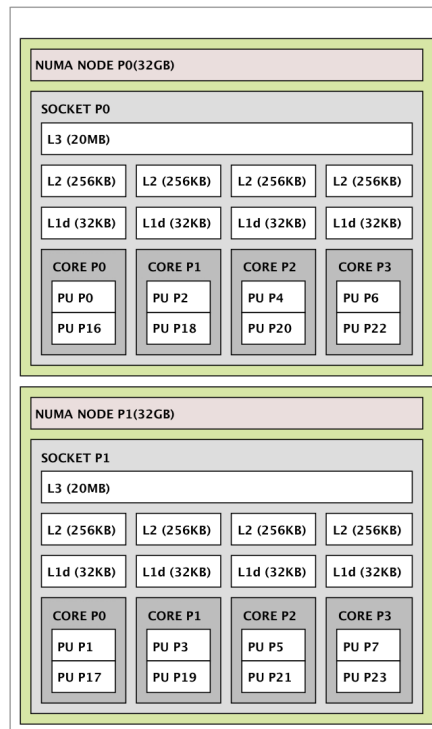 NUMA NODE P0(32GB)
SOCKET P0
L3 (20MB)
L2 (256KB) L2 (256KB) L2 (256KB) L2 (256KB)
L1d (32KB) L1d (32KB) L1d (32KB) L1d (32KB)
CORE P0 CORE P1 CORE P2 CORE P3
PU P0 PU P2 PU P4 PU P6
PU P16 PU P18 PU P20 PU P22
NUMA NODE P1(32GB)
SOCKET P1
L3 (20MB)
L2 (256KB) L2 (256KB) L2 (256KB) L2 (256KB)
L1d (32KB) L1d (32KB) L1d (32KB) L1d (32KB)
CORE P0 CORE P1 CORE P2 CORE P3
PU P1 PU P3 PU P5 PU P7
PU P17 PU P19 PU P21 PU P23